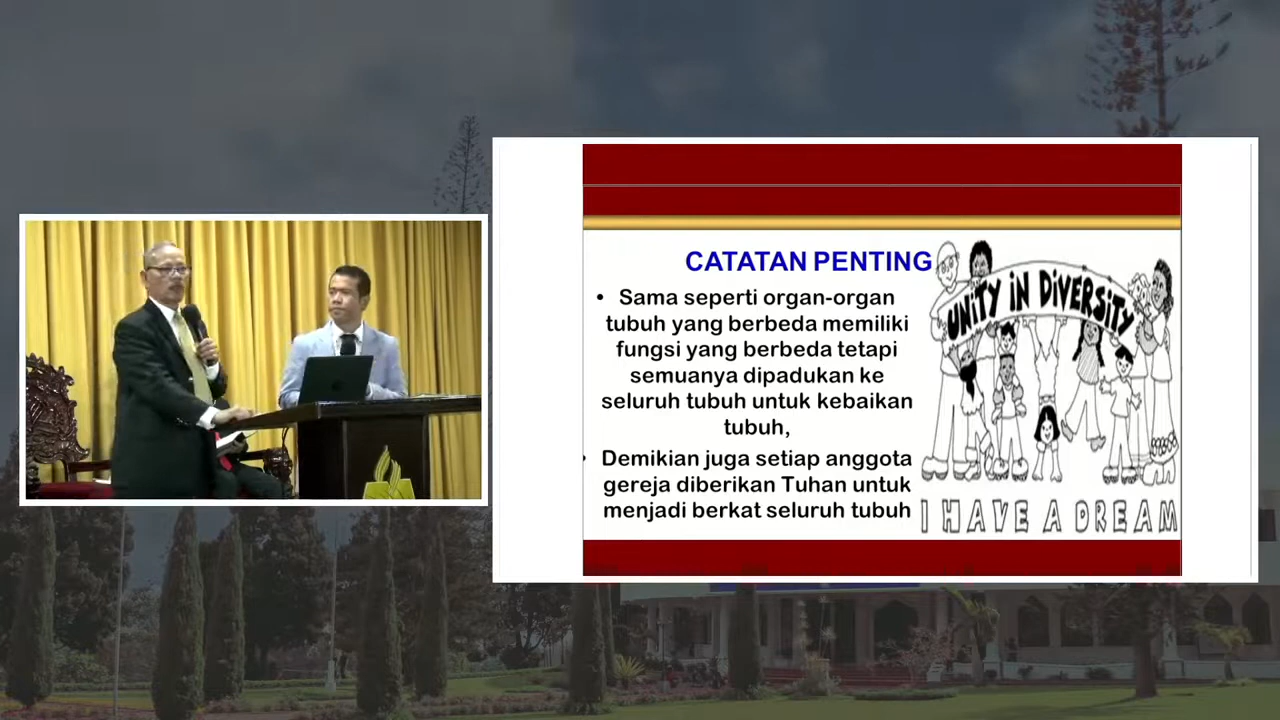 CATATAN PENTING
• Sama seperti organ-organ
tubuh yang berbeda memiliki
fungsi yang berbeda tetapi
semuanya dipadukan ke
seluruh tubuh untuk kebaikan
tubuh,
• Demikian juga setiap anggota
gereja diberikan Tuhan untuk
menjadi berkat seluruh tubuh
UNITY iN DiVERSiTY
I HAVE A DREAM